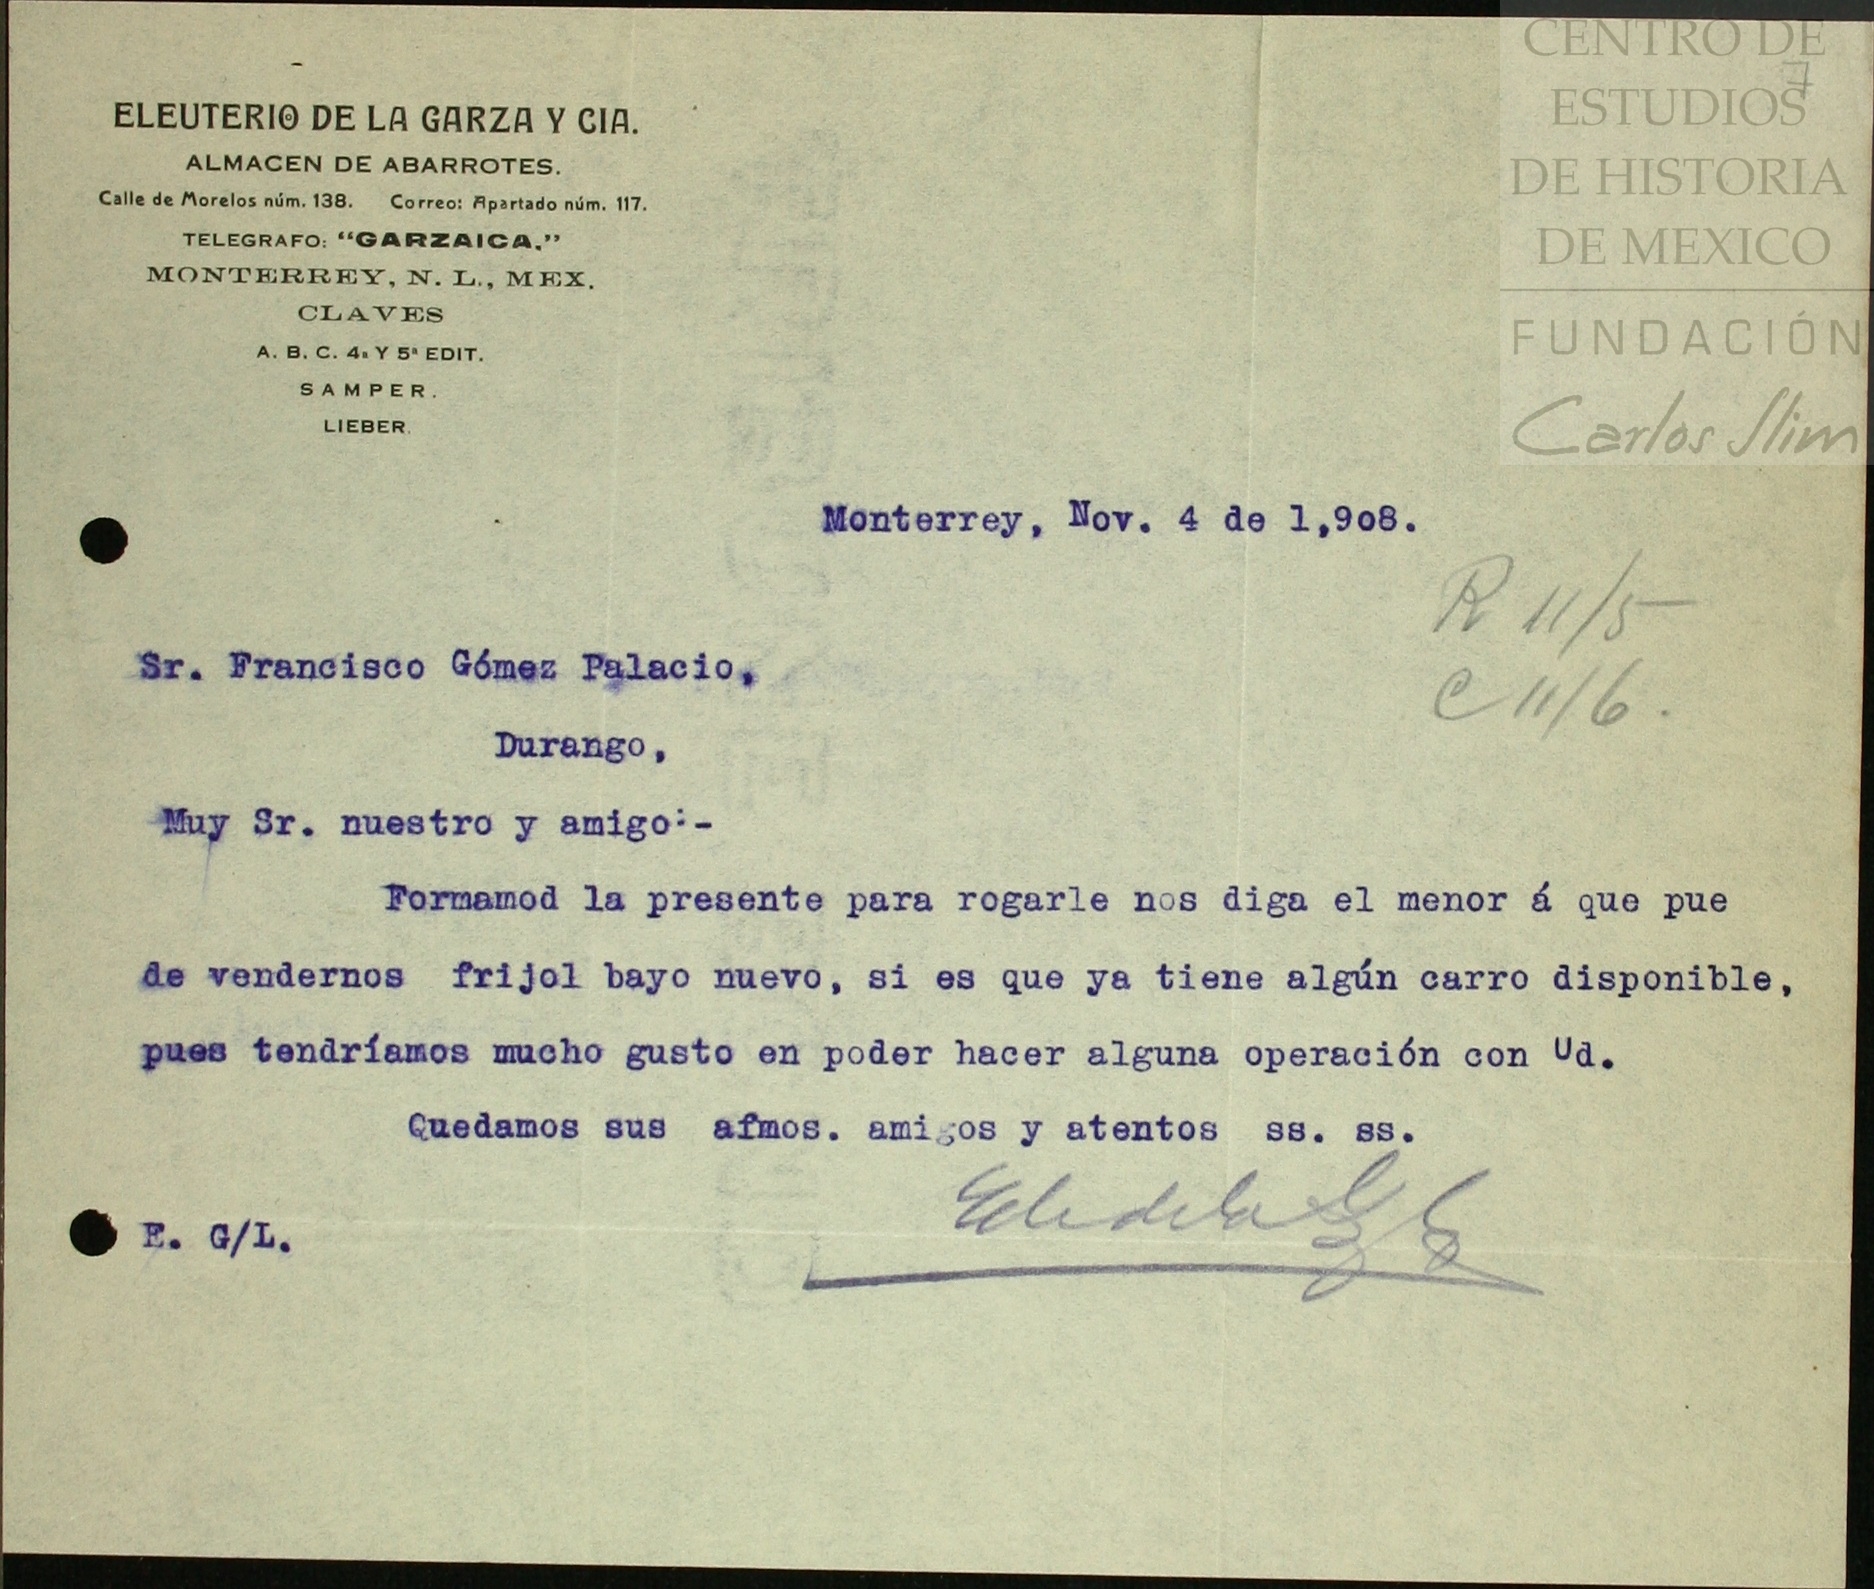 CENTRO DE
ESTUDIOS
DE HISTORIA
DE MEXICO
FUNDACIÓN
Carlos Slim
7
ELEUTERIO DE LA GARZA Y CIA.
ALMACEN DE ABARROTES.
Calle de Morelos núm. 138. Correo: Apartado núm. 117.
TELEGRAFO: "GARZAICA."
MONTERREY, N. L., MEX.
CLAVES
A. B. C. 4ª Y 5ª EDIT.
SAMPER.
LIEBER.
Monterrey, Nov. 4 de 1,908.
R 11/5
C 11/6.
Sr. Francisco Gómez Palacio,
Durango,
Muy Sr. nuestro y amigo:-
Formamod la presente para rogarle nos diga el menor á que pue
de vendernos frijol bayo nuevo, si es que ya tiene algún carro disponible,
pues tendríamos mucho gusto en poder hacer alguna operación con Ud.
Quedamos sus afmos. amigos y atentos ss. ss.
E. G/L.